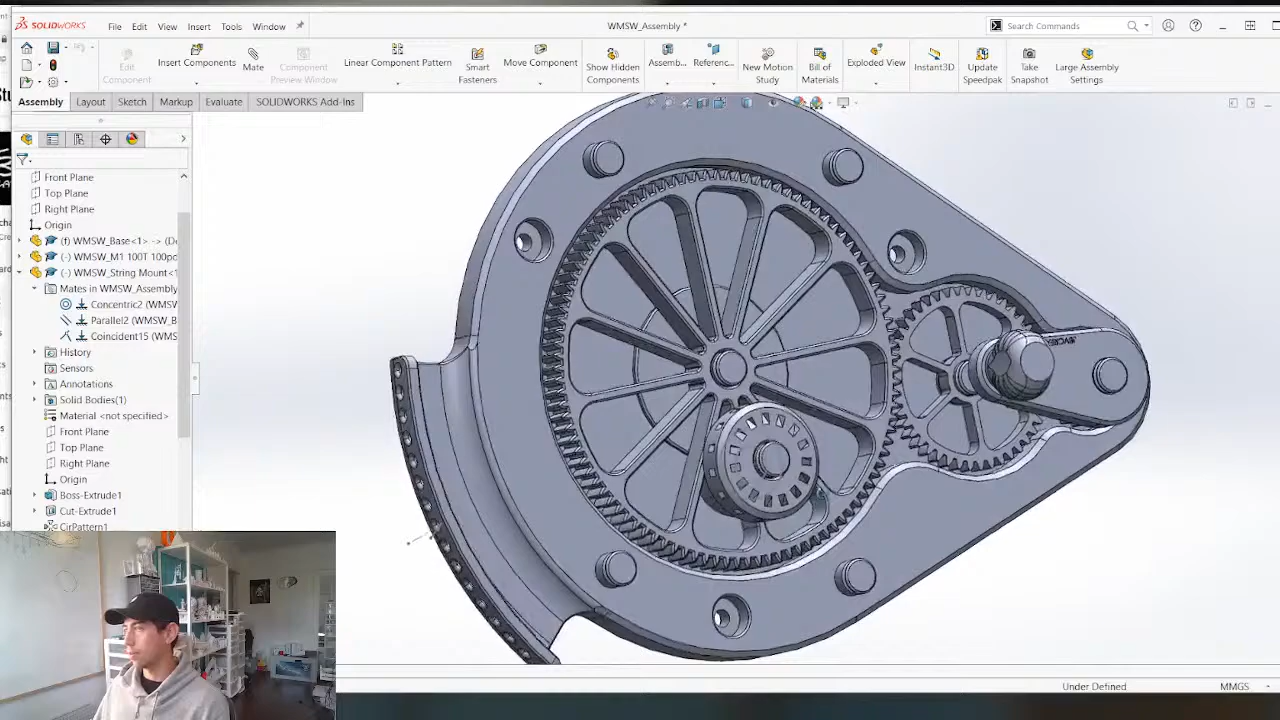 SOLIDWORKS File Edit View Insert Tools Window WMSW_Assembly * Search Commands
Edit Component Insert Components Mate Component Preview Window Linear Component Pattern Smart Fasteners Move Component Show Hidden Components Assemb... Referenc... New Motion Study Bill of Materials Exploded View Instant3D Update Speedpak Take Snapshot Large Assembly Settings
Assembly Layout Sketch Markup Evaluate SOLIDWORKS Add-Ins
Front Plane
Top Plane
Right Plane
Origin
(f) WMSW_Base<1> -> (De
(-) WMSW_M1 100T 100pd
(-) WMSW_String Mount<1
Mates in WMSW_Assembly
Concentric2 (WMSW
Parallel2 (WMSW_B
Coincident15 (WMS
History
Sensors
Annotations
Solid Bodies(1)
Material <not specified>
Front Plane
Top Plane
Right Plane
Origin
Boss-Extrude1
Cut-Extrude1
CirPattern1
Under Defined MMGS